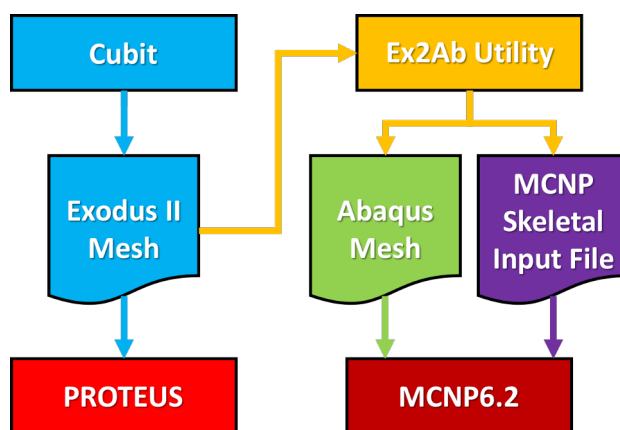 Cubit
Ex2Ab Utility
Exodus II
Mesh
Abaqus
Mesh
MCNP
Skeletal
Input File
PROTEUS
MCNP6.2